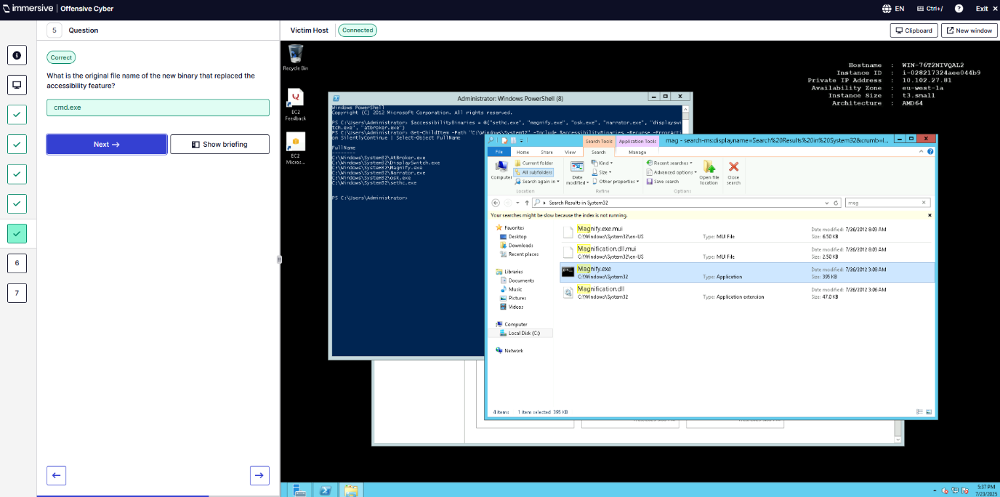 immersive | Offensive Cyber
EN
Ctrl+/
Exit
5 Question
Correct
What is the original file name of the new binary that replaced the
accessibility feature?
cmd.exe
Next →
Show briefing
6
7
Victim Host
Connected
Clipboard
New window
Recycle Bin
EC2
Feedback
EC2
Micros...
Hostname : WIN-76T2NIVQAL2
Instance ID : i-028217324aee044b9
Private IP Address : 10.102.27.81
Availability Zone : eu-west-1a
Instance Size : t3.small
Architecture : AMD64
Administrator: Windows PowerShell (8)
Windows PowerShell
Copyright (C) 2012 Microsoft Corporation. All rights reserved.
PS C:\Users\Administrator> $accessibilityBinaries = @("sethc.exe", "magnify.exe", "osk.exe", "narrator.exe", "displayswi
tch.exe", "atbroker.exe")
PS C:\Users\Administrator> Get-ChildItem -Path "C:\Windows\System32" -Include $accessibilityBinaries -Recurse -ErrorActi
on SilentlyContinue | Select-Object FullName
FullName
--------
C:\Windows\System32\AtBroker.exe
C:\Windows\System32\DisplaySwitch.exe
C:\Windows\System32\Magnify.exe
C:\Windows\System32\Narrator.exe
C:\Windows\System32\osk.exe
C:\Windows\System32\sethc.exe
PS C:\Users\Administrator>
Search Tools
Application Tools
mag - search-ms:displayname=Search%20Results%20in%20System32&crumb=l...
File
Home
Share
View
Search
Manage
Computer
Current folder
All subfolders
Search again in
Location
Date
modified
Kind
Size
Other properties
Refine
Recent searches
Advanced options
Save search
Options
Open file
location
Close
search
Search Results in System32
mag
Your searches might be slow because the index is not running.
Favorites
Desktop
Downloads
Recent places
Libraries
Documents
Music
Pictures
Videos
Computer
Local Disk (C:)
Network
Magnify.exe.mui
C:\Windows\System32\en-US
Type: MUI File
Date modified: 7/26/2012 8:03 AM
Size: 6.50 KB
Magnification.dll.mui
C:\Windows\System32\en-US
Type: MUI File
Date modified: 7/26/2012 8:03 AM
Size: 2.50 KB
Magnify.exe
C:\Windows\System32
Type: Application
Date modified: 7/26/2012 3:08 AM
Size: 395 KB
Magnification.dll
C:\Windows\System32
Type: Application extension
Date modified: 7/26/2012 3:06 AM
Size: 47.0 KB
4 items 1 item selected 395 KB
5:37 PM
7/23/2025